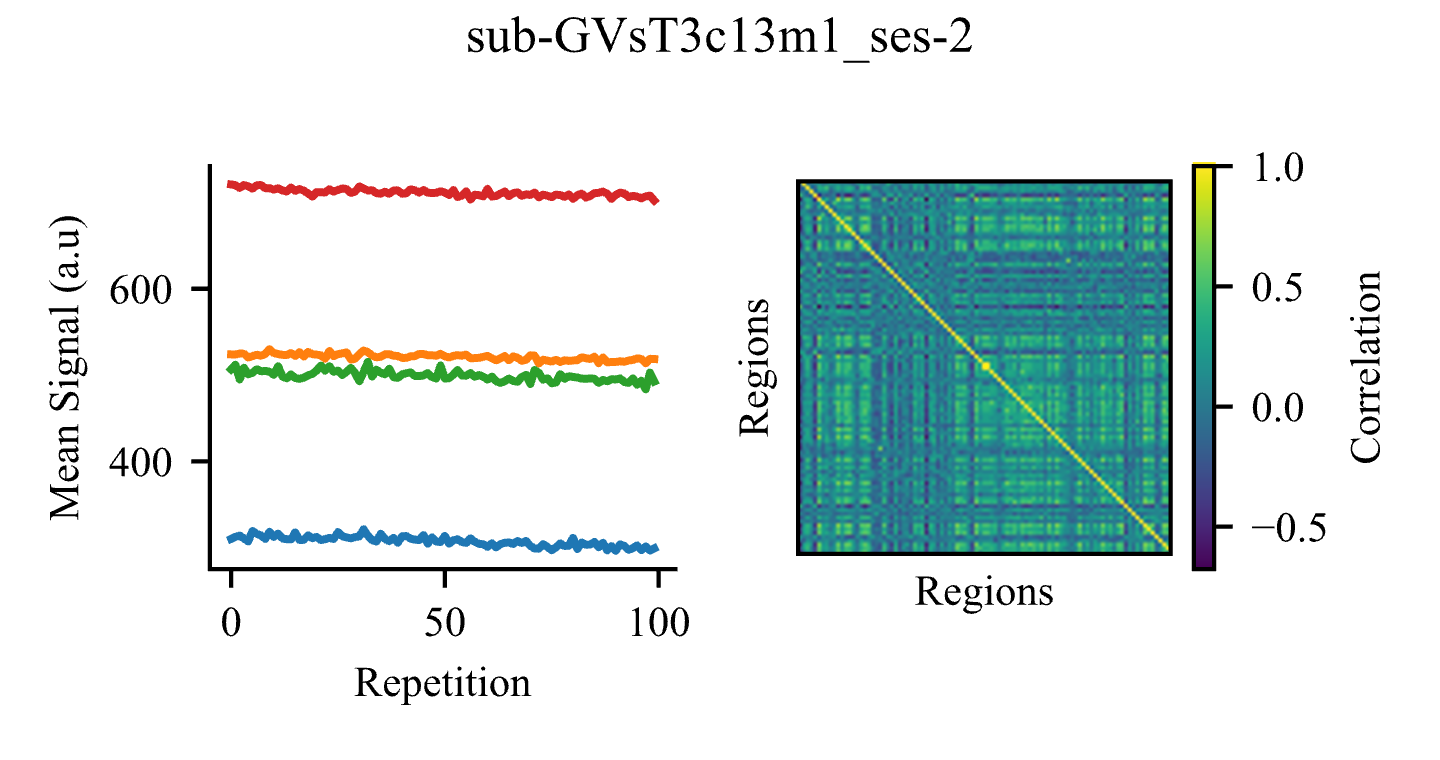 sub-GVsT3c13m1_ses-2
Mean Signal (a.u)
600
400
0
50
100
Repetition
Regions
Regions
1.0
0.5
0.0
−0.5
Correlation